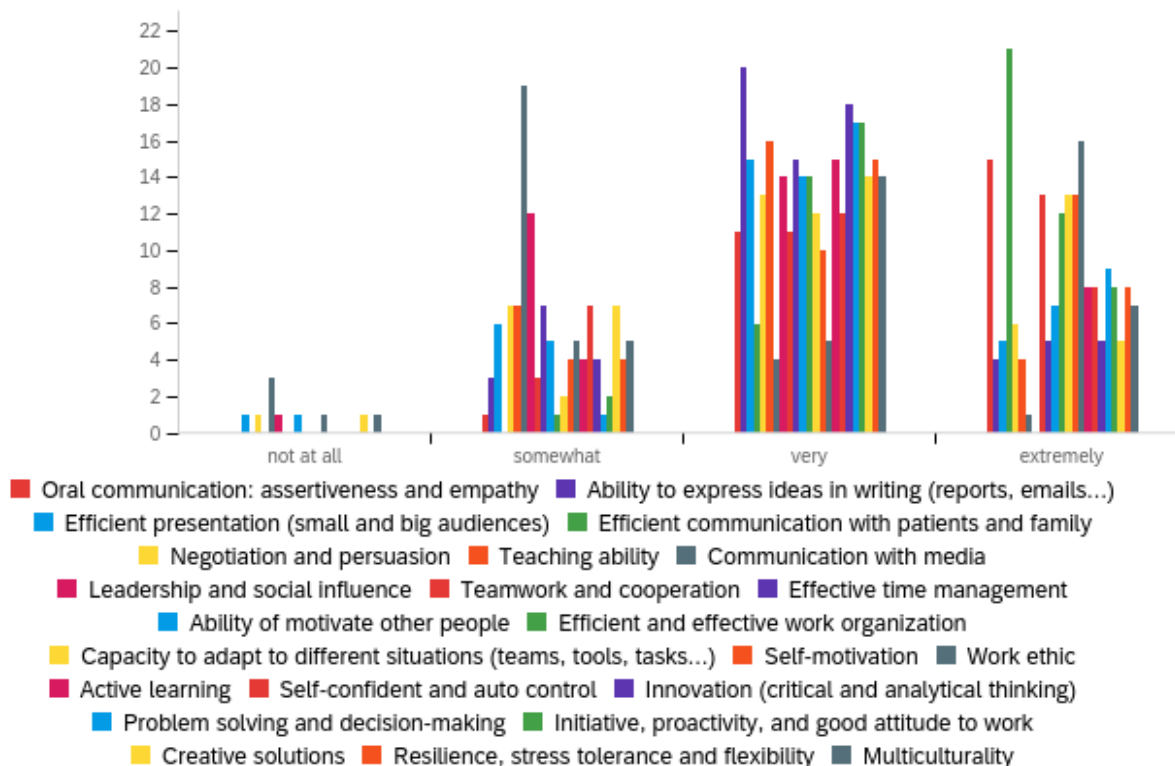 22
20
18
16
14
12
10
8
6
4
2
0
not at all somewhat very extremely
Oral communication: assertiveness and empathy Ability to express ideas in writing (reports, emails...)
Efficient presentation (small and big audiences) Efficient communication with patients and family
Negotiation and persuasion Teaching ability Communication with media
Leadership and social influence Teamwork and cooperation Effective time management
Ability of motivate other people Efficient and effective work organization
Capacity to adapt to different situations (teams, tools, tasks...) Self-motivation Work ethic
Active learning Self-confident and auto control Innovation (critical and analytical thinking)
Problem solving and decision-making Initiative, proactivity, and good attitude to work
Creative solutions Resilience, stress tolerance and flexibility Multiculturality